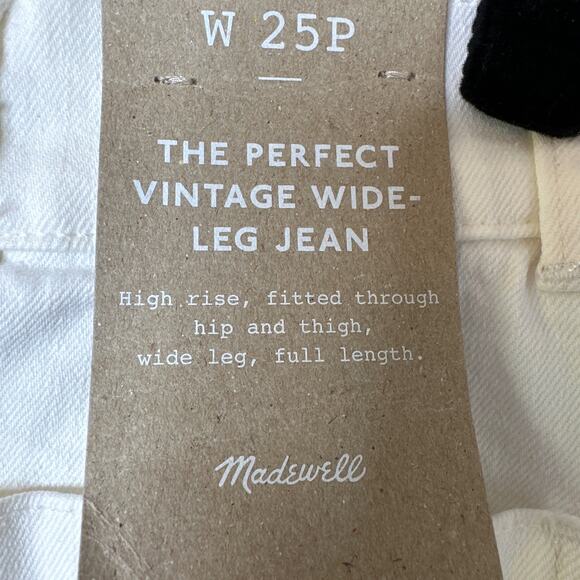 W 25P
THE PERFECT
VINTAGE WIDE-
LEG JEAN
High rise, fitted through
hip and thigh,
wide leg, full length.
Madewell